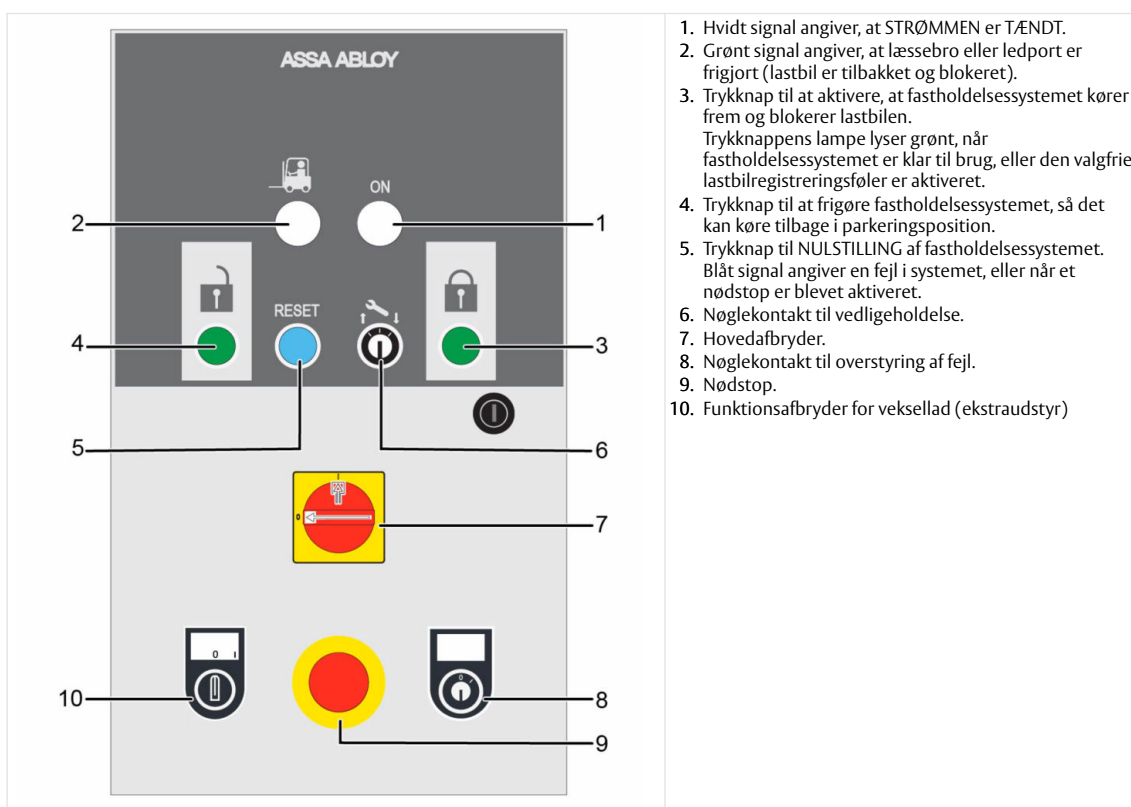 ASSA ABLOY
ON
2
1
RESET
4
3
5
6
0
I
7
0 I
0
10
8
9
1. Hvidt signal angiver, at STRØMMEN er TÆNDT.
2. Grønt signal angiver, at læssebro eller ledport er
frigjort (lastbil er tilbakket og blokeret).
3. Trykknap til at aktivere, at fastholdelsessystemet kører
frem og blokerer lastbilen.
Trykknappens lampe lyser grønt, når
fastholdelsessystemet er klar til brug, eller den valgfrie
lastbilregistreringsføler er aktiveret.
4. Trykknap til at frigøre fastholdelsessystemet, så det
kan køre tilbage i parkeringsposition.
5. Trykknap til NULSTILLING af fastholdelsessystemet.
Blåt signal angiver en fejl i systemet, eller når et
nødstop er blevet aktiveret.
6. Nøglekontakt til vedligeholdelse.
7. Hovedafbryder.
8. Nøglekontakt til overstyring af fejl.
9. Nødstop.
10. Funktionsafbryder for veksellad (ekstraudstyr)